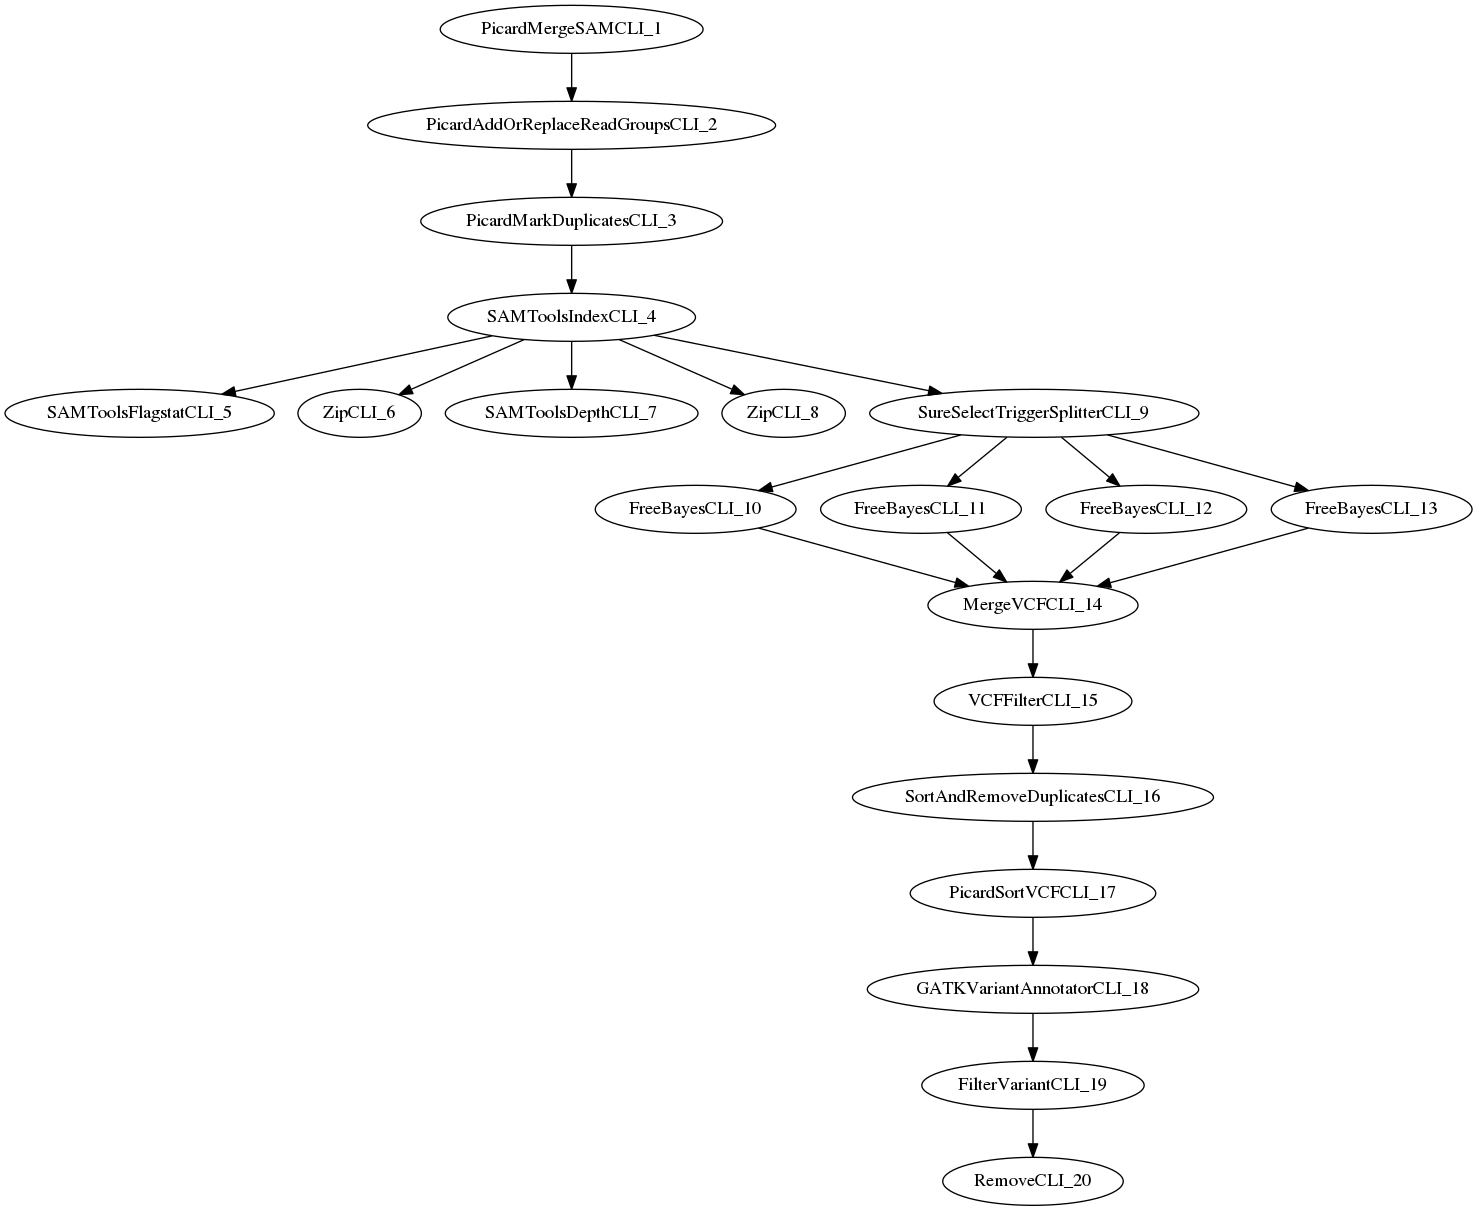 PicardMergeSAMCLI_1
PicardAddOrReplaceReadGroupsCLI_2
PicardMarkDuplicatesCLI_3
SAMToolsIndexCLI_4
SAMToolsFlagstatCLI_5
ZipCLI_6
SAMToolsDepthCLI_7
ZipCLI_8
SureSelectTriggerSplitterCLI_9
FreeBayesCLI_10
FreeBayesCLI_11
FreeBayesCLI_12
FreeBayesCLI_13
MergeVCFCLI_14
VCFFilterCLI_15
SortAndRemoveDuplicatesCLI_16
PicardSortVCFCLI_17
GATKVariantAnnotatorCLI_18
FilterVariantCLI_19
RemoveCLI_20